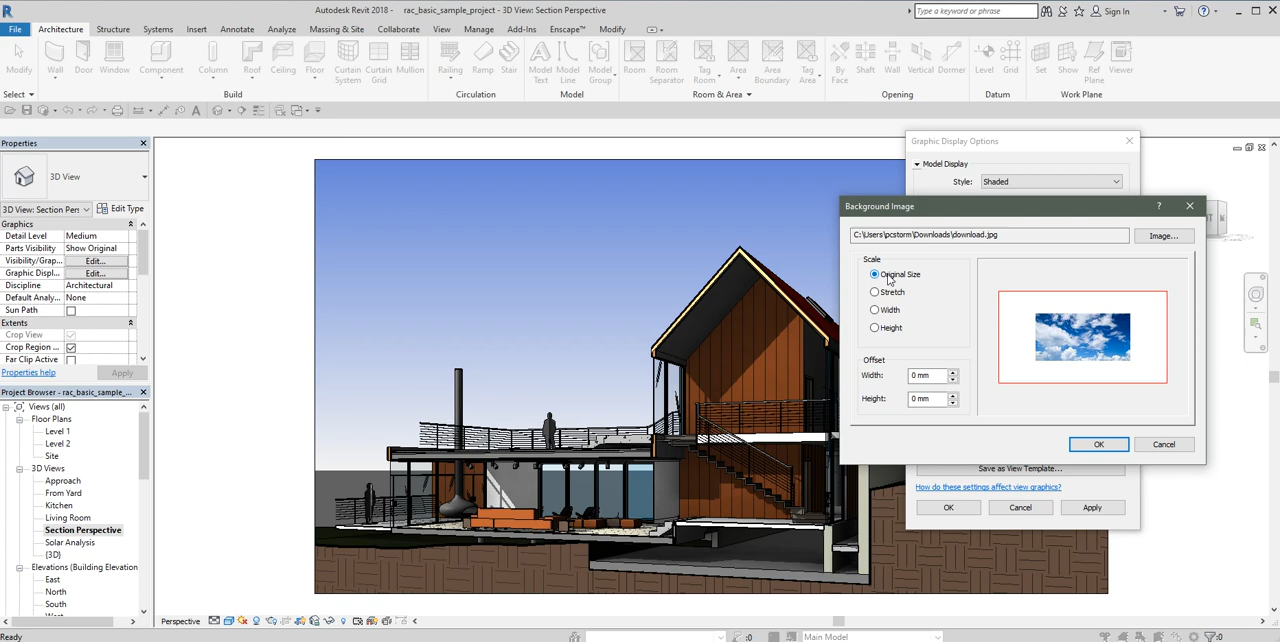 Autodesk Revit 2018 - rac_basic_sample_project - 3D View: Section Perspective
Type a keyword or phrase
Sign In
File Architecture Structure Systems Insert Annotate Analyze Massing & Site Collaborate View Manage Add-Ins Enscape™ Modify
Modify Wall Door Window Component Column Roof Ceiling Floor Curtain System Curtain Grid Mullion Railing Ramp Stair Model Text Model Line Model Group Room Room Separator Tag Room Area Area Boundary Tag Area By Face Shaft Wall Vertical Dormer Level Grid Set Show Ref Plane Viewer
Select Build Circulation Model Room & Area Opening Datum Work Plane
Properties
3D View
3D View: Section Pers Edit Type
Graphics
Detail Level Medium
Parts Visibility Show Original
Visibility/Grap... Edit...
Graphic Displ... Edit...
Discipline Architectural
Default Analy... None
Sun Path
Extents
Crop View
Crop Region ...
Far Clip Active
Properties help Apply
Project Browser - rac_basic_sample_...
Views (all)
Floor Plans
Level 1
Level 2
Site
3D Views
Approach
From Yard
Kitchen
Living Room
Section Perspective
Solar Analysis
{3D}
Elevations (Building Elevation
East
North
South
Graphic Display Options
Model Display
Style: Shaded
Background Image
C:\Users\pcstorm\Downloads\download.jpg
Image...
Scale
Original Size
Stretch
Width
Height
Offset
Width: 0 mm
Height: 0 mm
OK Cancel
Save as View Template...
How do these settings affect view graphics?
OK Cancel Apply
Perspective
Ready
:0
Main Model
:0